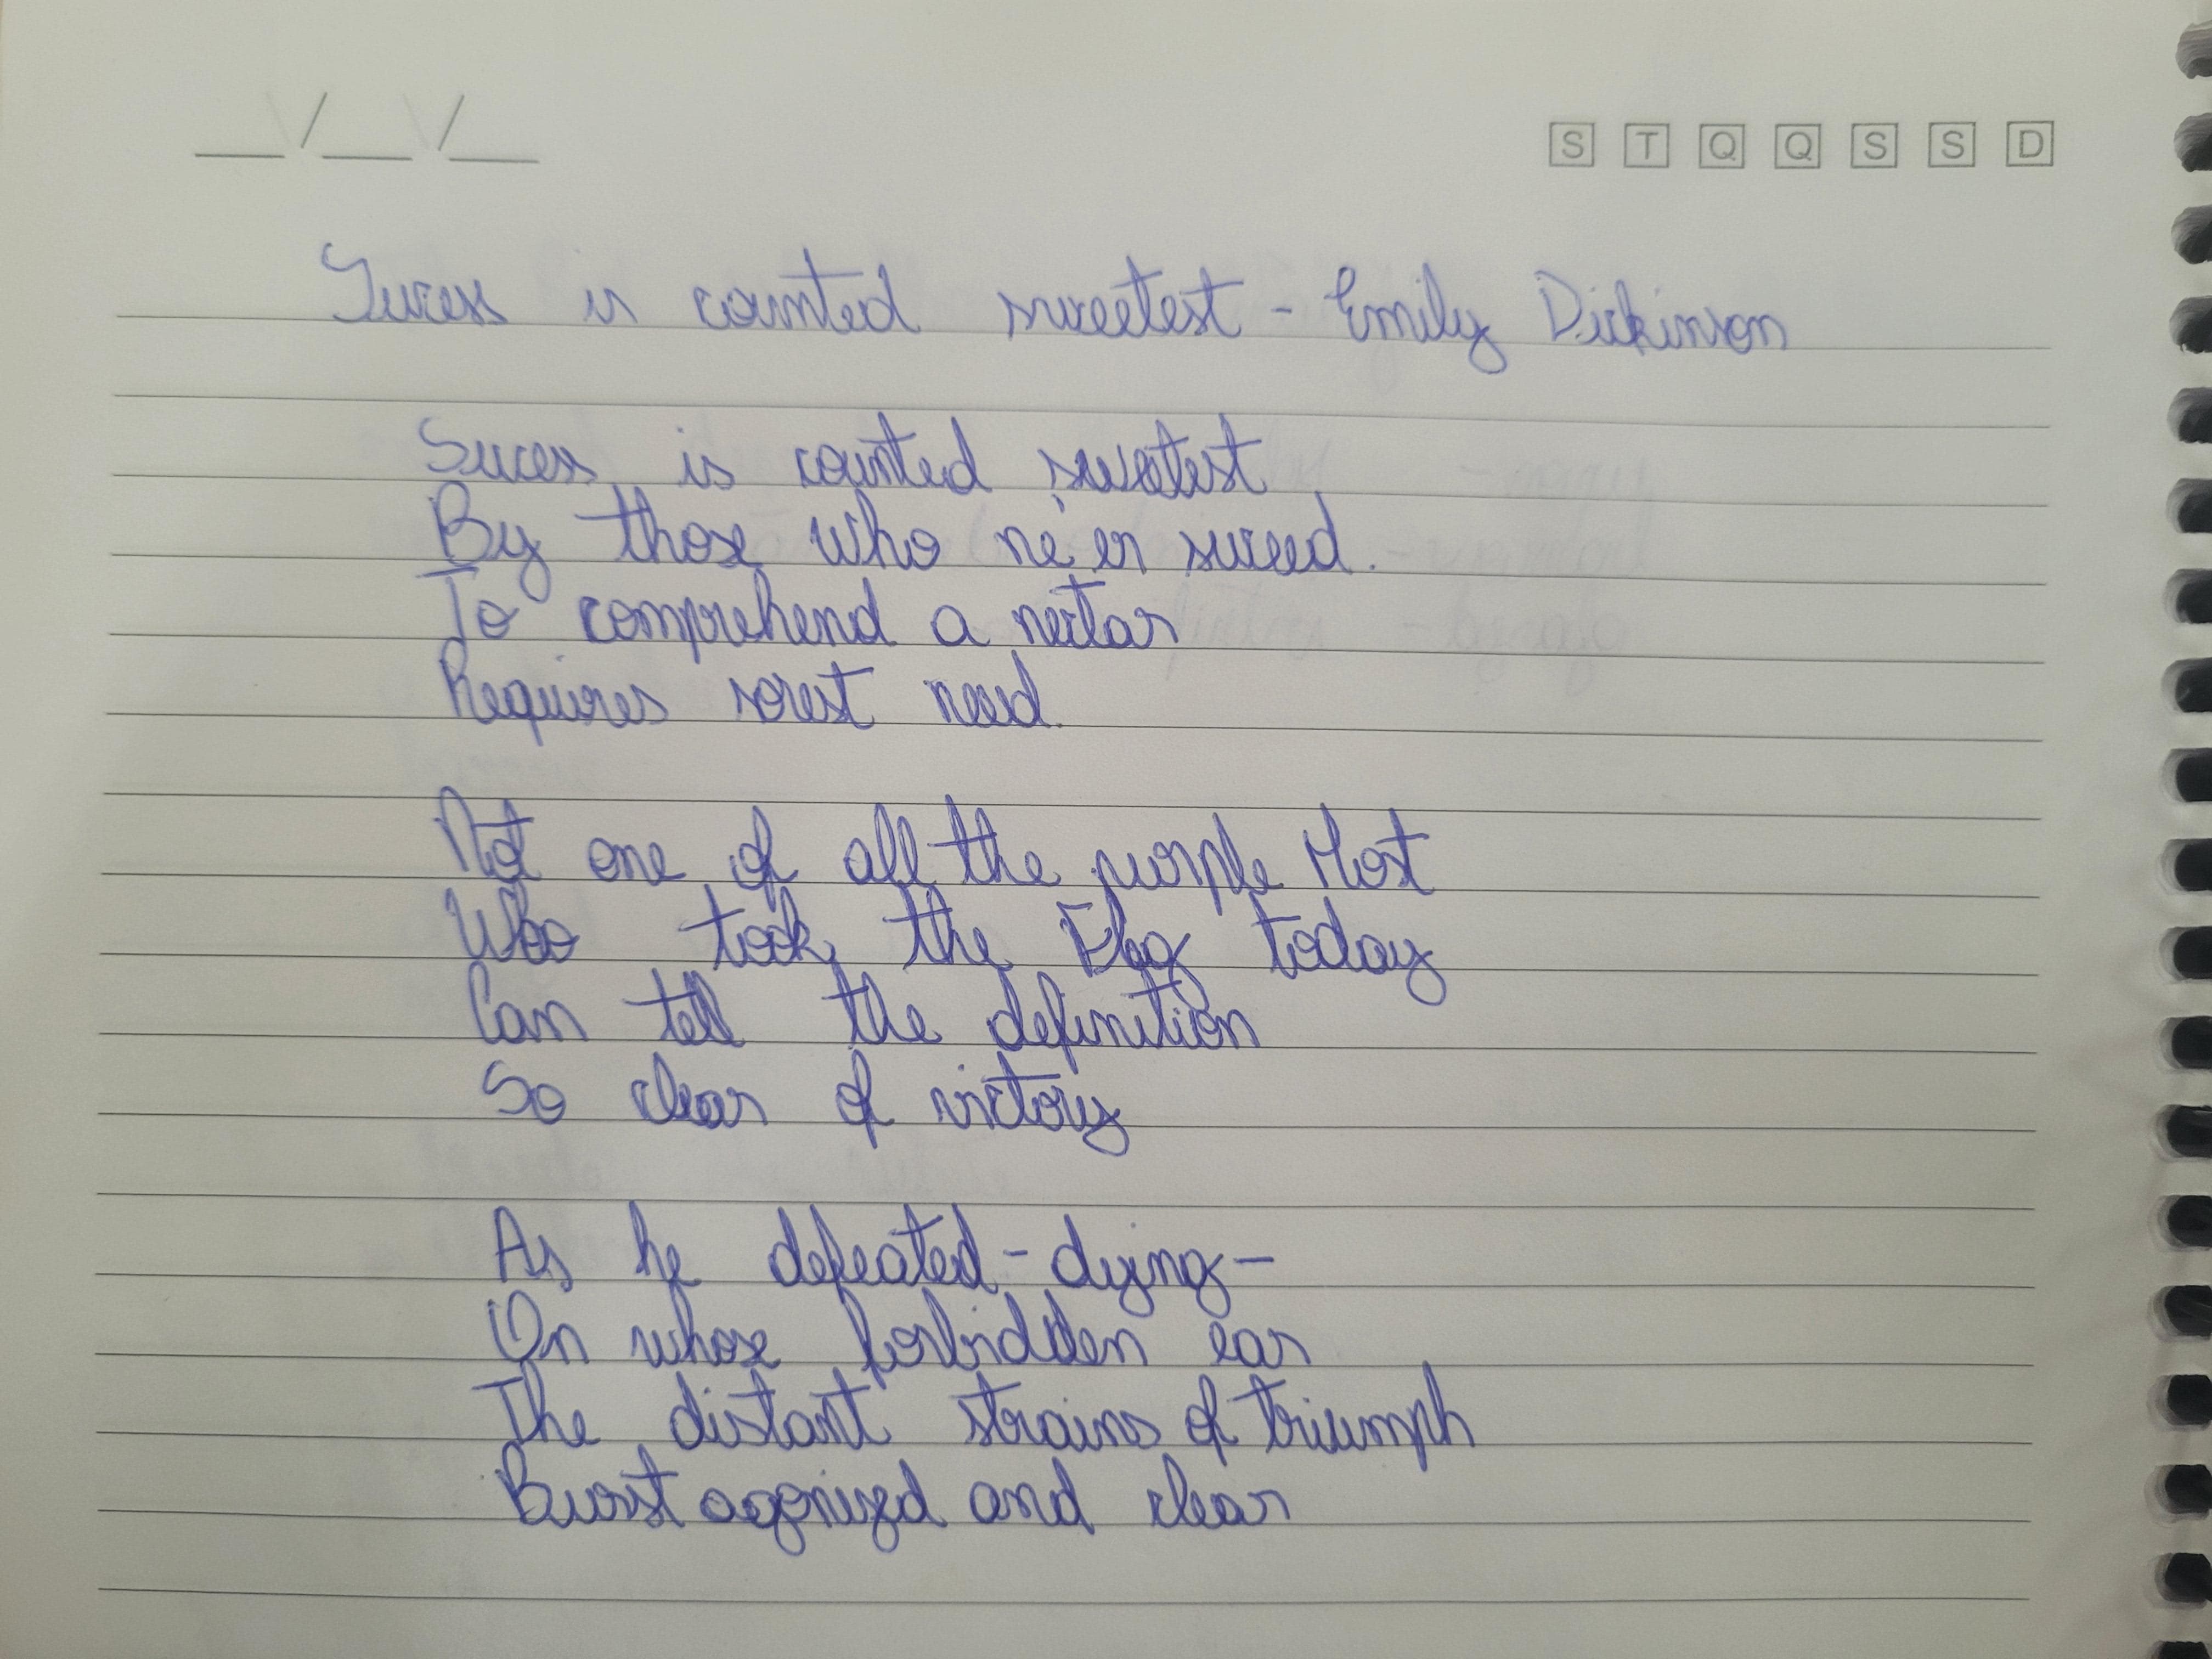 __/__/__ S T Q Q S S D
Sucess is counted sweetest - Emily Dickinson
Sucess is counted sweetest
By those who ne'er suceed.
To comprehend a nectar
Requires sorest need.
Not one of all the purple Host
Who took the Flag today
Can tell the definition
So clear of victory
As he defeated - dying -
On whose forbidden ear
The distant strains of triumph
Burst agonized and clear